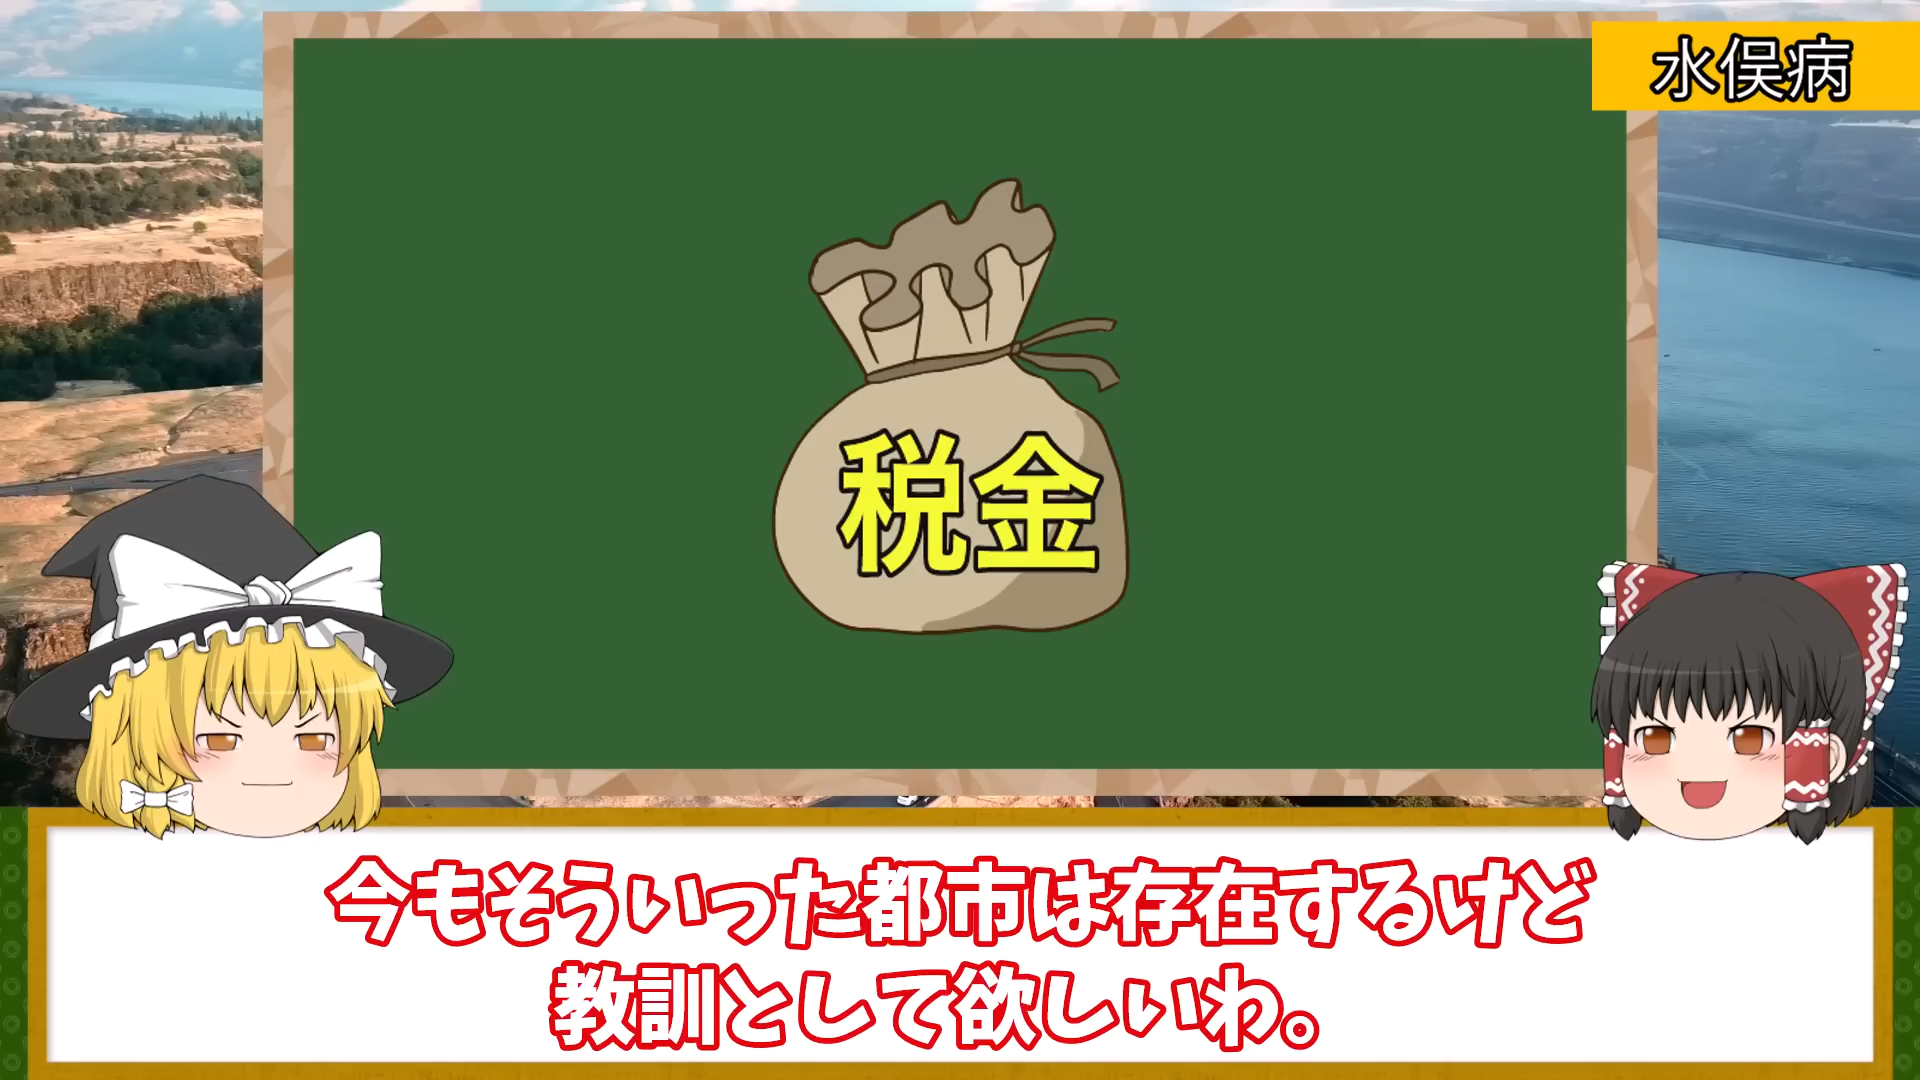 水俣病
税金
今もそういった都市は存在するけど
教訓として欲しいわ。